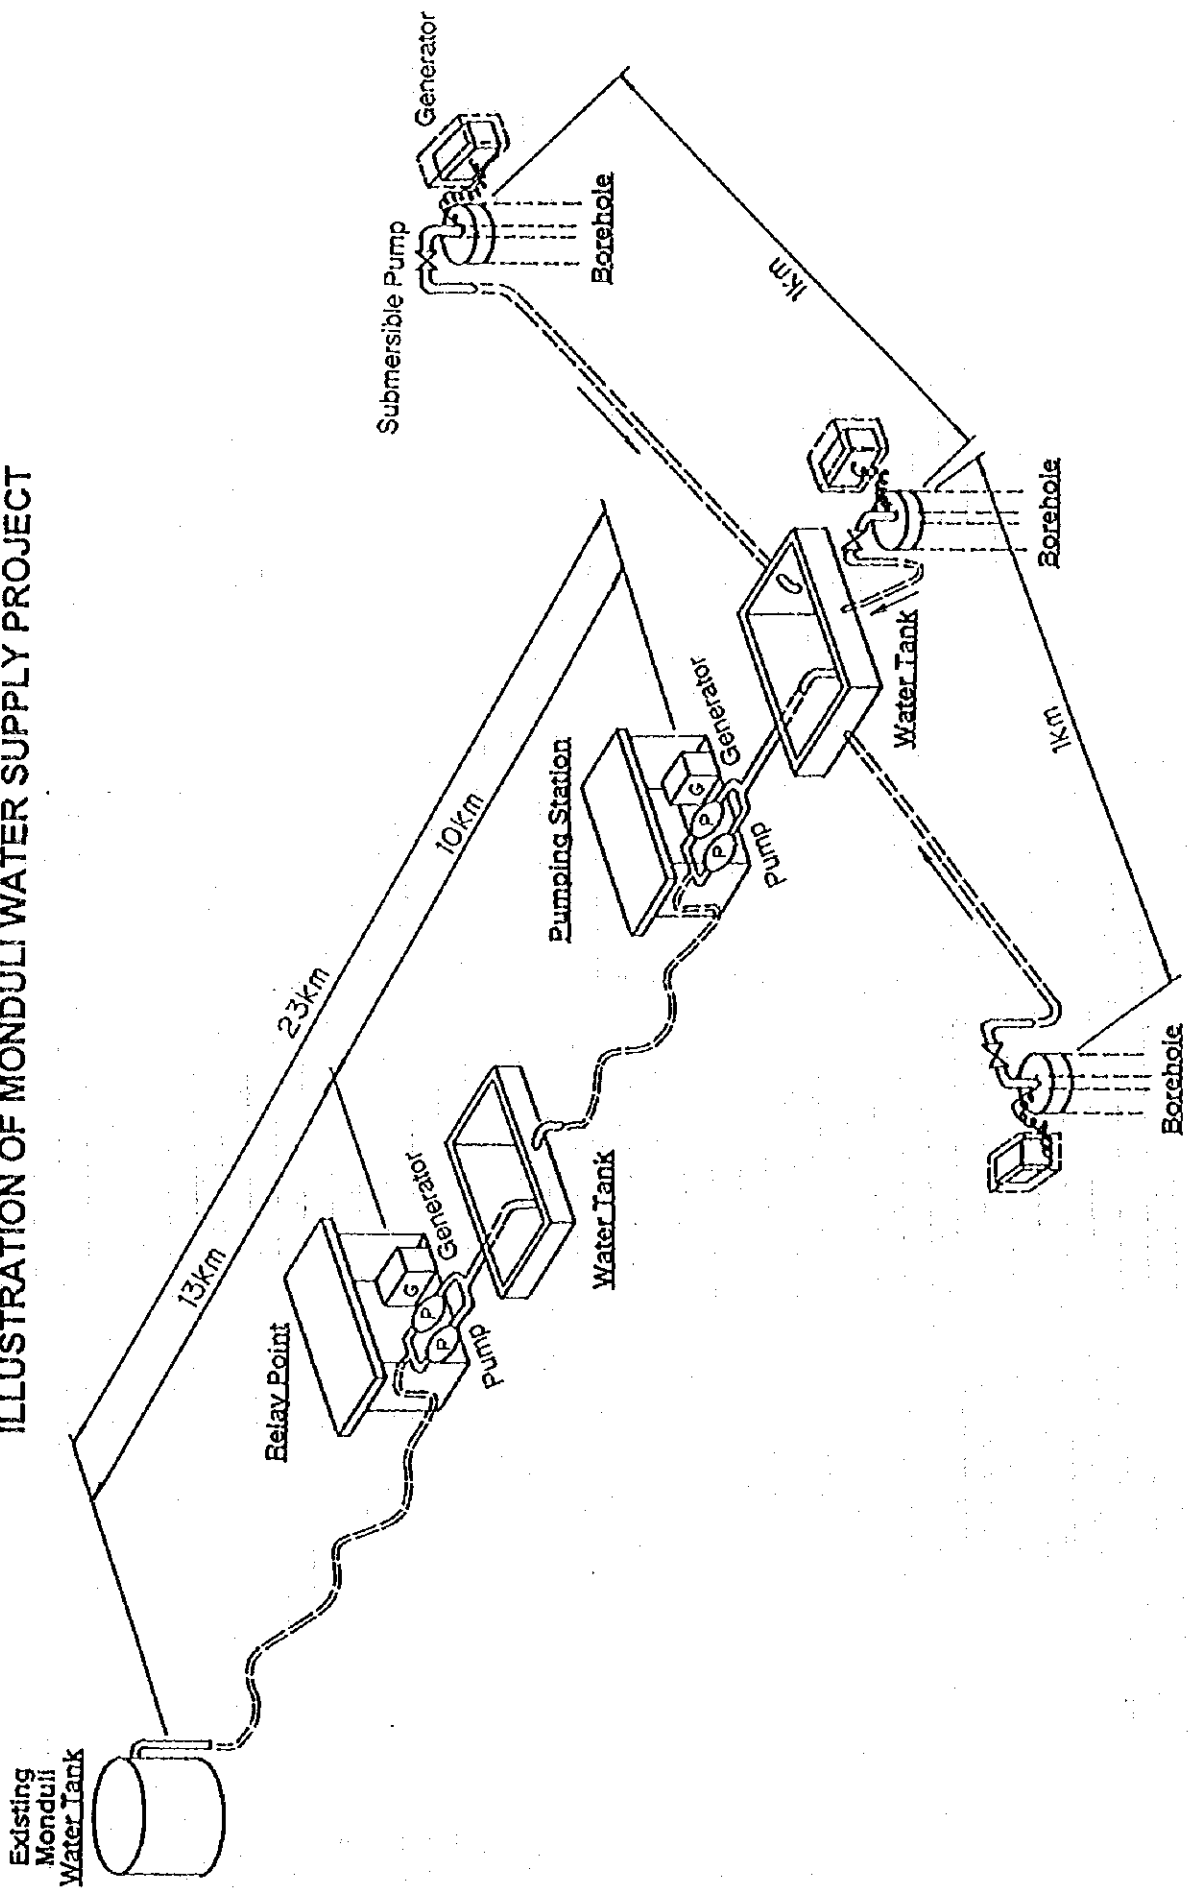 ILLUSTRATION OF MONDULI WATER SUPPLY PROJECT
Existing
Monduli
Water Tank
23km
13km
10km
Relay Point
Generator
G
P
P
Pump
Water Tank
Pumping Station
Generator
G
P
P
Pump
Water Tank
Submersible Pump
Generator
Borehole
Borehole
Borehole
1km
1Km